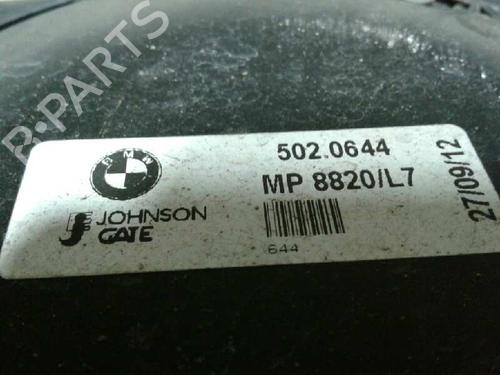 BMW
502.0644
MP 8820/L7
27/09/12
JOHNSON
GATE
644
B-PARTS